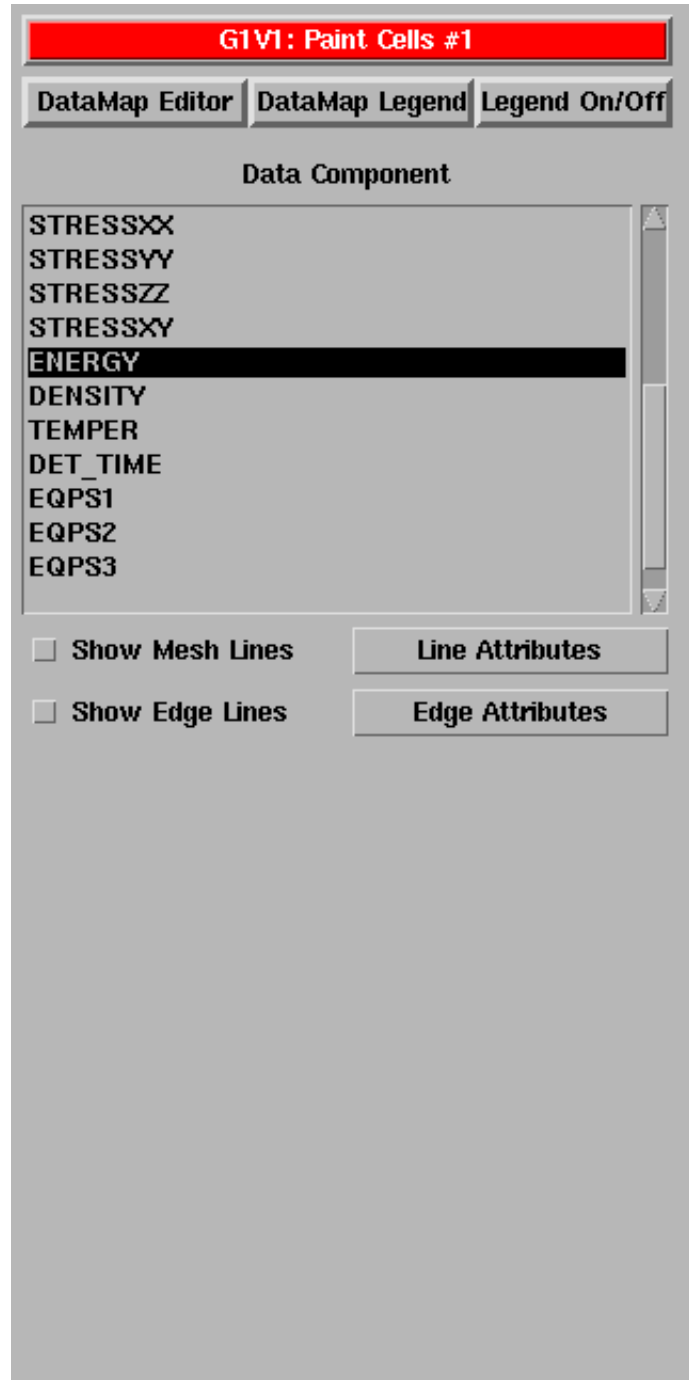 G1V1: Paint Cells #1
DataMap Editor DataMap Legend Legend On/Off
Data Component
STRESSXX
STRESSYY
STRESSZZ
STRESSXY
ENERGY
DENSITY
TEMPER
DET_TIME
EQPS1
EQPS2
EQPS3
Show Mesh Lines Line Attributes
Show Edge Lines Edge Attributes